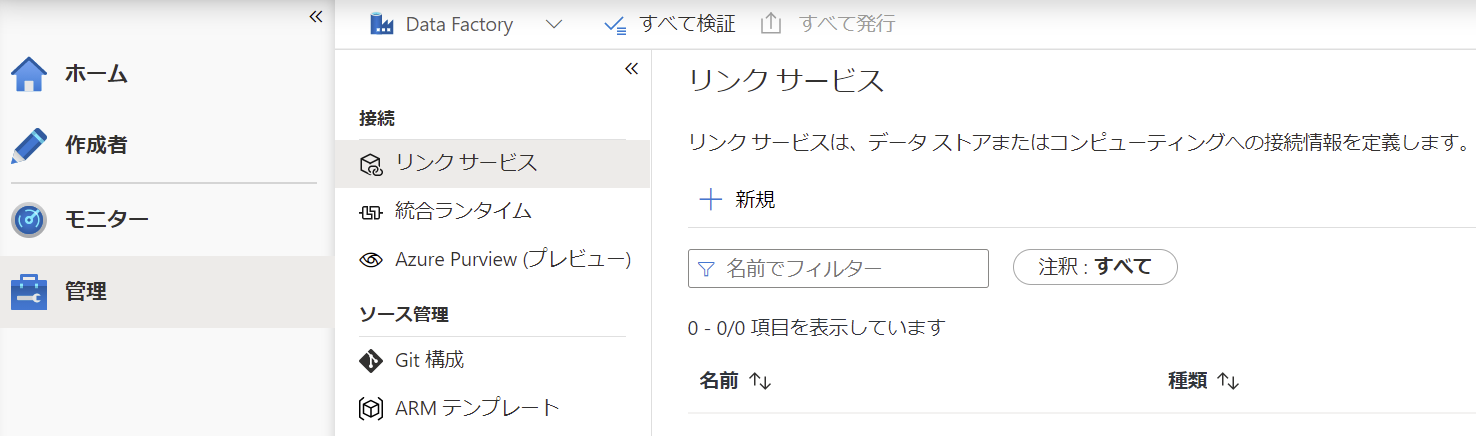 ホーム
作成者
モニター
管理
Data Factory
すべて検証
すべて発行
接続
リンク サービス
統合ランタイム
Azure Purview (プレビュー)
ソース管理
Git 構成
ARM テンプレート
リンク サービス
リンク サービスは、データ ストアまたはコンピューティングへの接続情報を定義します。
新規
名前でフィルター
注釈 : すべて
0 - 0/0 項目を表示しています
名前
種類